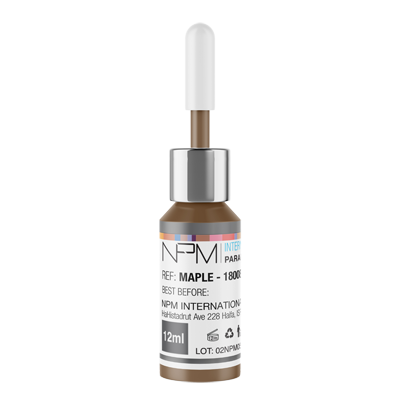 NPM INTER
PARA
REF: MAPLE - 1800
BEST BEFORE:
NPM INTERNATIONA
HaHistadrut Ave 228 Haifa,
12ml
LOT: 02NPM